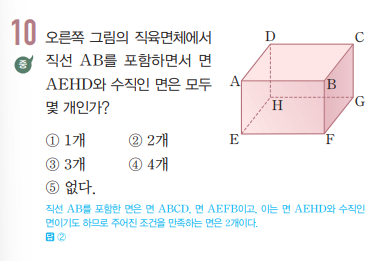 10
중
오른쪽 그림의 직육면체에서
직선 AB를 포함하면서 면
AEHD와 수직인 면은 모두
몇 개인가?
① 1개 ② 2개
③ 3개 ④ 4개
⑤ 없다.
D C
A B
H G
E F
직선 AB를 포함한 면은 면 ABCD, 면 AEFB이고, 이는 면 AEHD와 수직인
면이기도 하므로 주어진 조건을 만족하는 면은 2개이다.
답 ②